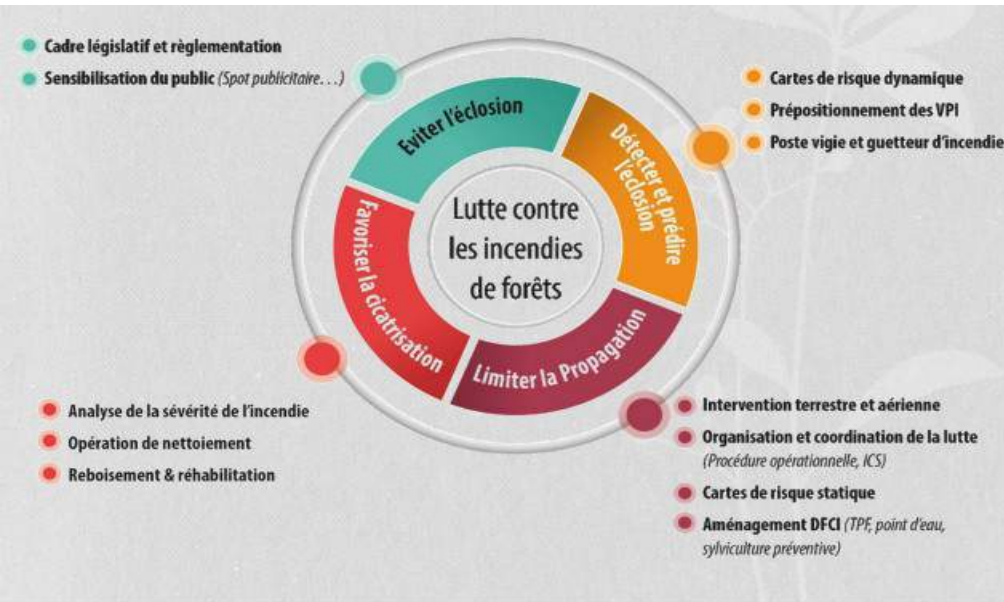 Cadre législatif et règlementation
Sensibilisation du public (Spot publicitaire…)
Eviter l'éclosion
Détecter et prédire
l'éclosion
Cartes de risque dynamique
Prépositionnement des VPI
Poste vigie et guetteur d'incendie
Lutte contre
les incendies
de forêts
Favoriser la cicatrisation
Limiter la Propagation
Analyse de la sévérité de l'incendie
Opération de nettoiement
Reboisement & réhabilitation
Intervention terrestre et aérienne
Organisation et coordination de la lutte
(Procédure opérationnelle, ICS)
Cartes de risque statique
Aménagement DFCI (TPF, point d'eau,
sylviculture préventive)